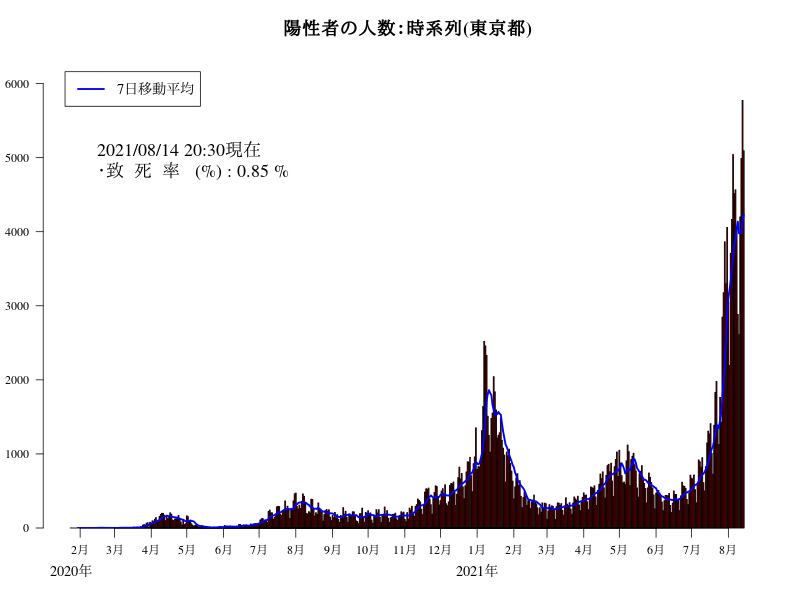 陽性者の人数：時系列(東京都)
7日移動平均
2021/08/14 20:30現在
・致 死 率 (%) : 0.85 %
6000
5000
4000
3000
2000
1000
0
2月 3月 4月 5月 6月 7月 8月 9月 10月 11月 12月 1月 2月 3月 4月 5月 6月 7月 8月
2020年 2021年